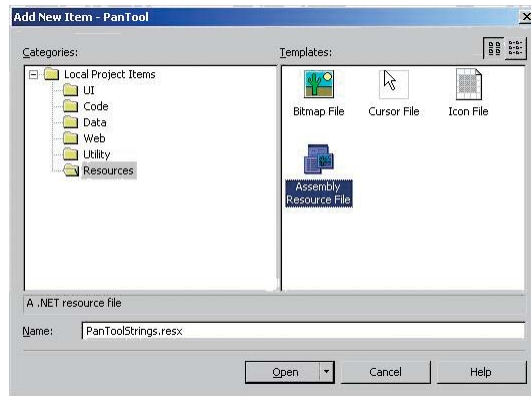 Add New Item - PanTool
Categories:
Templates:
Local Project Items
UI
Code
Data
Web
Utility
Resources
Bitmap File
Cursor File
Icon File
Assembly
Resource File
A .NET resource file
Name:
PanToolStrings.resx
Open
Cancel
Help